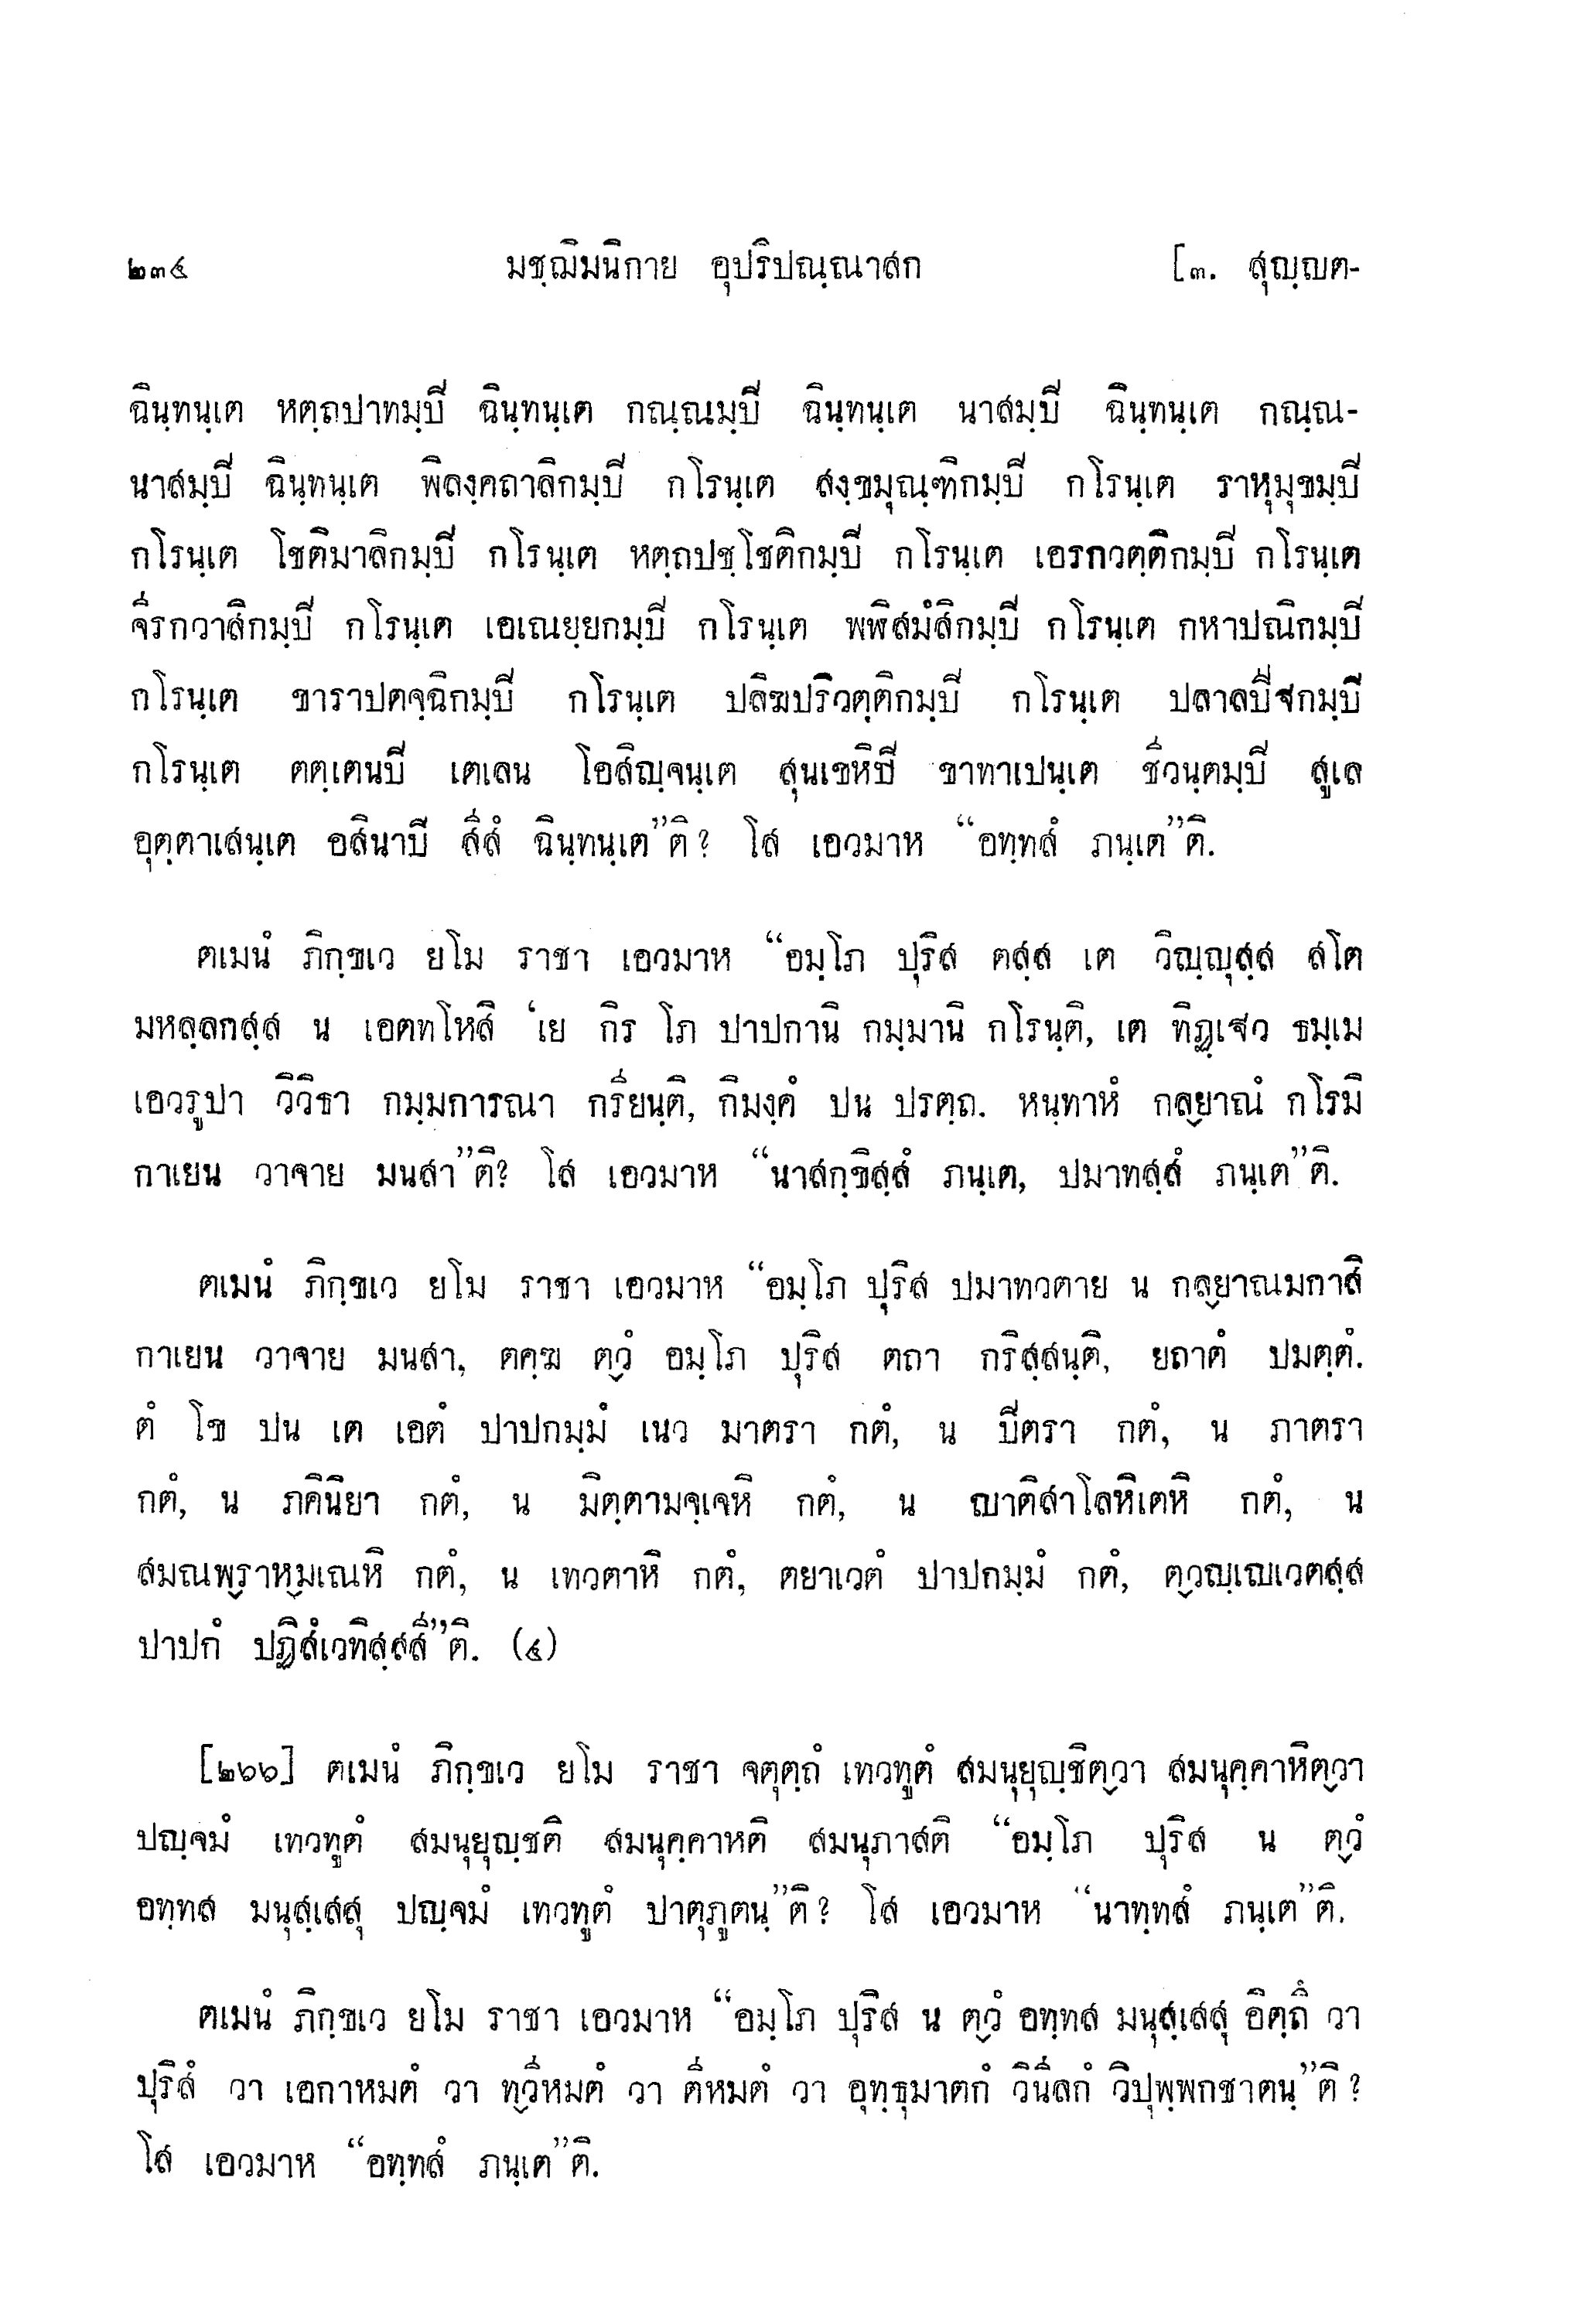 ๒๓๔ มชฺฌิมนิกาย อุปริปณฺณาสก [๓. สุญฺญต-
ฉินฺทนฺเต หตฺถปาทมฺปิ ฉินฺทนฺเต กณฺณมฺปิ ฉินฺทนฺเต นาสมฺปิ ฉินฺทนฺเต กณฺณ-
นาสมฺปิ ฉินฺทนฺเต พิลงฺคถาลิกมฺปิ กโรนฺเต สงฺขมุณฺฑิกมฺปิ กโรนฺเต ราหุมุขมฺปิ
กโรนฺเต โชติมาลิกมฺปิ กโรนฺเต หตฺถปชฺโชติกมฺปิ กโรนฺเต เอรกวตฺติกมฺปิ กโรนฺเต
จีรกวาสิกมฺปิ กโรนฺเต เอเณยฺยกมฺปิ กโรนฺเต พฬิสมํสิกมฺปิ กโรนฺเต กหาปณิกมฺปิ
กโรนฺเต ขาราปตจฺฉิกมฺปิ กโรนฺเต ปลิฆปริวตฺติกมฺปิ กโรนฺเต ปลาลปีฐกมฺปิ
กโรนฺเต ตตฺเตนปิ เตเลน โอสิญฺจนฺเต สุนเขหิปิ ขาทาเปนฺเต ชีวนฺตมฺปิ สูเล
อุตฺตาเสนฺเต อสินาปิ สีสํ ฉินฺทนฺเต”ติ? โส เอวมาห “อทฺทสํ ภนฺเต”ติ.
ตเมนํ ภิกฺขเว ยโม ราชา เอวมาห “อมฺโภ ปุริส ตสฺส เต วิญฺญุสฺส สโต
มหลฺลกสฺส น เอตทโหสิ ‘เย กิร โภ ปาปกานิ กมฺมานิ กโรนฺติ, เต ทิฏฺเฐว ธมฺเม
เอวรูปา วิวิธา กมฺมการณา กรียนฺติ, กิมงฺคํ ปน ปรตฺถ. หนฺทาหํ กลฺยาณํ กโรมิ
กาเยน วาจาย มนสา”ติ? โส เอวมาห “นาสกฺขิสฺสํ ภนฺเต, ปมาทสฺสํ ภนฺเต”ติ.
ตเมนํ ภิกฺขเว ยโม ราชา เอวมาห “อมฺโภ ปุริส ปมาทวตาย น กลฺยาณมกาสิ
กาเยน วาจาย มนสา, ตคฺฆ ตฺวํ อมฺโภ ปุริส ตถา กริสฺสนฺติ, ยถาตํ ปมตฺตํ.
ตํ โข ปน เต เอตํ ปาปกมฺมํ เนว มาตรา กตํ, น ปิตรา กตํ, น ภาตรา
กตํ, น ภคินิยา กตํ, น มิตฺตามจฺเจหิ กตํ, น ญาติสาโลหิเตหิ กตํ, น
สมณพฺราหฺมเณหิ กตํ, น เทวตาหิ กตํ, ตยาเวตํ ปาปกมฺมํ กตํ, ตฺวญฺเญเวตสฺส
ปาปกํ ปฏิสํเวทิสฺสสี”ติ. (๔)
[๒๖๖] ตเมนํ ภิกฺขเว ยโม ราชา จตุตฺถํ เทวทูตํ สมนุยุญฺชิตฺวา สมนุคฺคาหิตฺวา
ปญฺจมํ เทวทูตํ สมนุยุญฺชติ สมนุคฺคาหติ สมนุภาสติ “อมฺโภ ปุริส น ตฺวํ
อทฺทส มนุสฺเสสุ ปญฺจมํ เทวทูตํ ปาตุภูตนฺ”ติ? โส เอวมาห “นาทฺทสํ ภนฺเต”ติ.
ตเมนํ ภิกฺขเว ยโม ราชา เอวมาห “อมฺโภ ปุริส น ตฺวํ อทฺทส มนุสฺเสสุ อิตฺถึ วา
ปุริสํ วา เอกาหมตํ วา ทฺวีหมตํ วา ตีหมตํ วา อุทฺธุมาตกํ วินีลกํ วิปุพฺพกชาตนฺ”ติ?
โส เอวมาห “อทฺทสํ ภนฺเต”ติ.